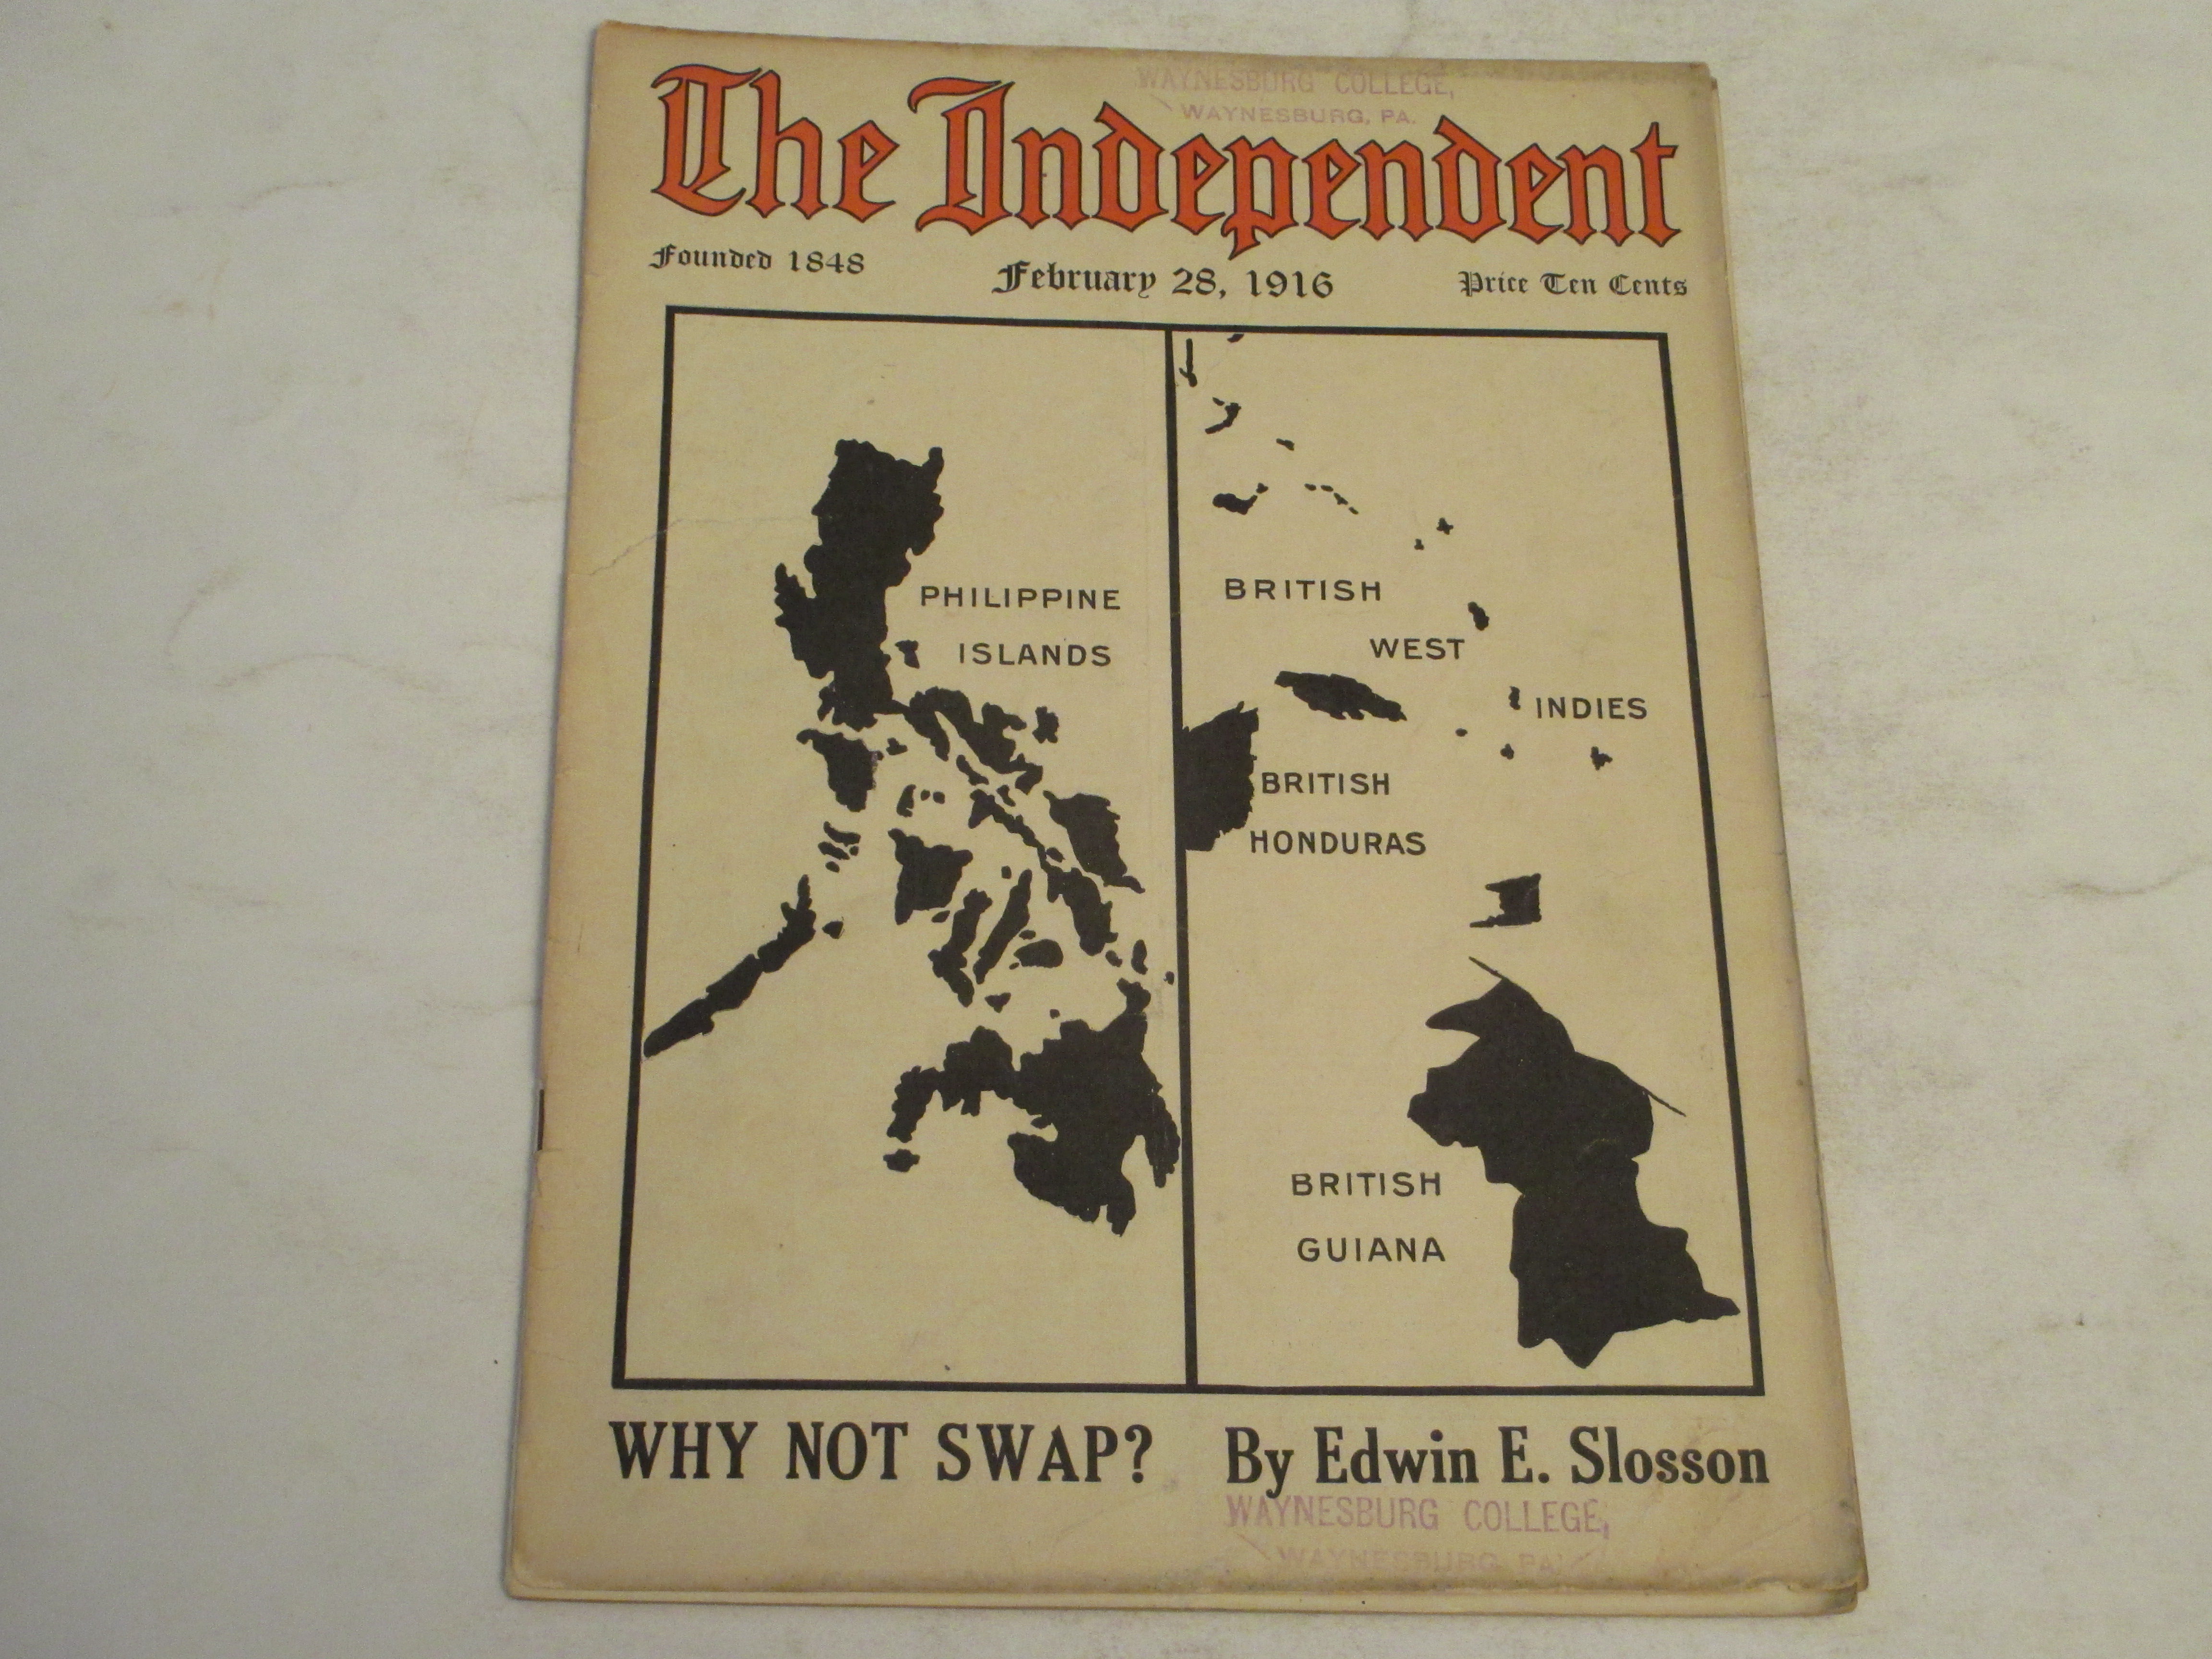 WAYNESBURG COLLEGE,
WAYNESBURG, PA.
The Independent
Founded 1848
February 28, 1916
Price Ten Cents
PHILIPPINE
ISLANDS
BRITISH
WEST
INDIES
BRITISH
HONDURAS
BRITISH
GUIANA
WHY NOT SWAP? By Edwin E. Slosson
WAYNESBURG COLLEGE,
WAYNESBURG PA.